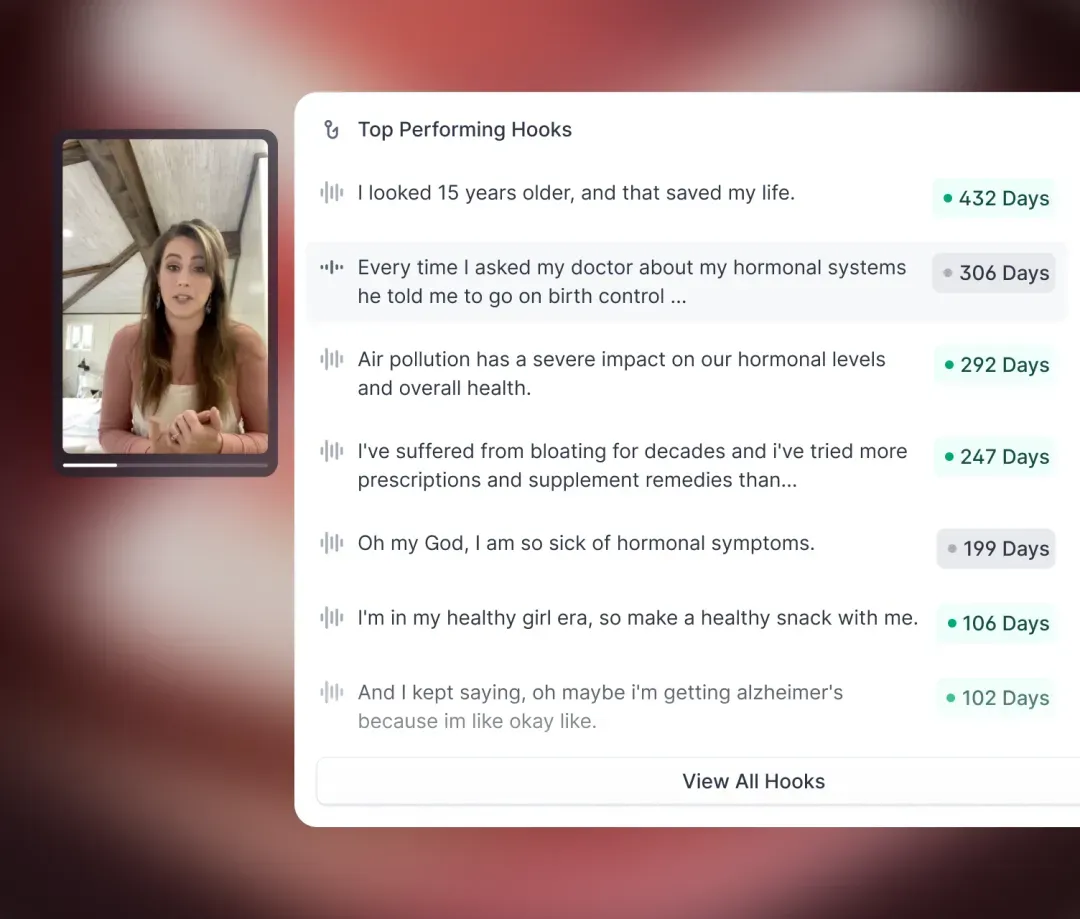 Top Performing Hooks
I looked 15 years older, and that saved my life.
432 Days
Every time I asked my doctor about my hormonal systems
he told me to go on birth control ...
306 Days
Air pollution has a severe impact on our hormonal levels
and overall health.
292 Days
I've suffered from bloating for decades and i've tried more
prescriptions and supplement remedies than...
247 Days
Oh my God, I am so sick of hormonal symptoms.
199 Days
I'm in my healthy girl era, so make a healthy snack with me.
106 Days
And I kept saying, oh maybe i'm getting alzheimer's
because im like okay like.
102 Days
View All Hooks